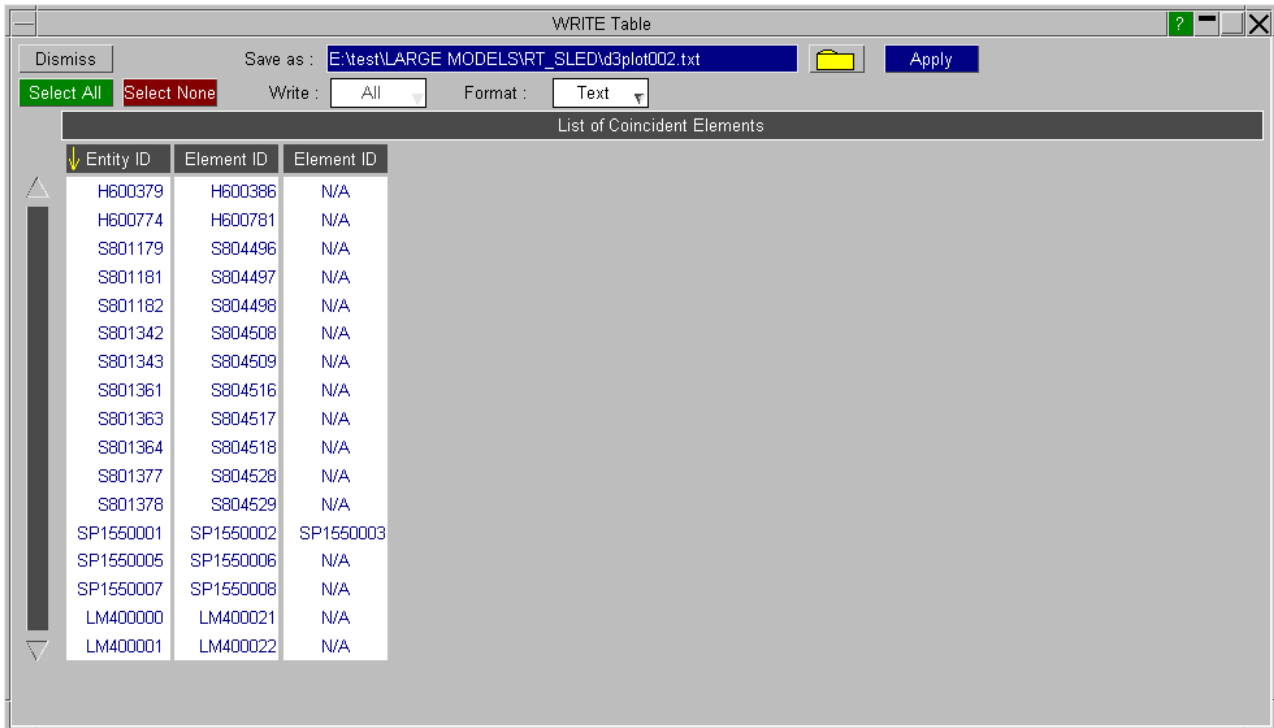 WRITE Table ?
Dismiss Save as : E:\test\LARGE MODELS\RT_SLED\d3plot002.txt Apply
Select All Select None Write : All Format : Text
List of Coincident Elements
Entity ID Element ID Element ID
H600379 H600386 N/A
H600774 H600781 N/A
S801179 S804496 N/A
S801181 S804497 N/A
S801182 S804498 N/A
S801342 S804508 N/A
S801343 S804509 N/A
S801361 S804516 N/A
S801363 S804517 N/A
S801364 S804518 N/A
S801377 S804528 N/A
S801378 S804529 N/A
SP1550001 SP1550002 SP1550003
SP1550005 SP1550006 N/A
SP1550007 SP1550008 N/A
LM400000 LM400021 N/A
LM400001 LM400022 N/A